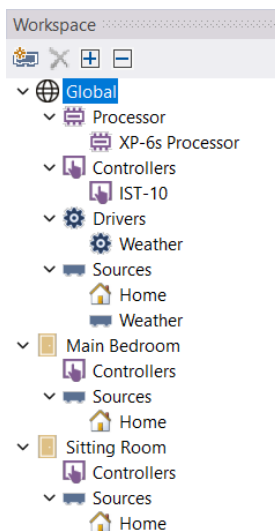 Workspace
Global
Processor
XP-6s Processor
Controllers
IST-10
Drivers
Weather
Sources
Home
Weather
Main Bedroom
Controllers
Sources
Home
Sitting Room
Controllers
Sources
Home